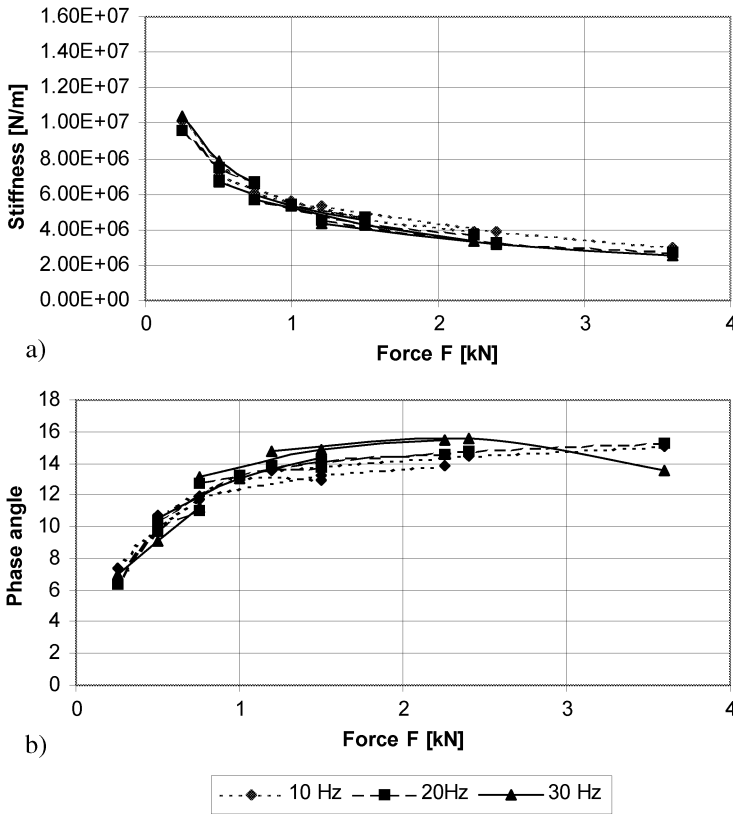 1.60E+07
1.40E+07
1.20E+07
1.00E+07
8.00E+06
6.00E+06
4.00E+06
2.00E+06
0.00E+00
Stiffness [N/m]
0 1 2 3 4
a)
Force F [kN]
18
16
14
12
10
8
6
4
2
0
Phase angle
0 1 2 3 4
b)
Force F [kN]
10 Hz 20Hz 30 Hz